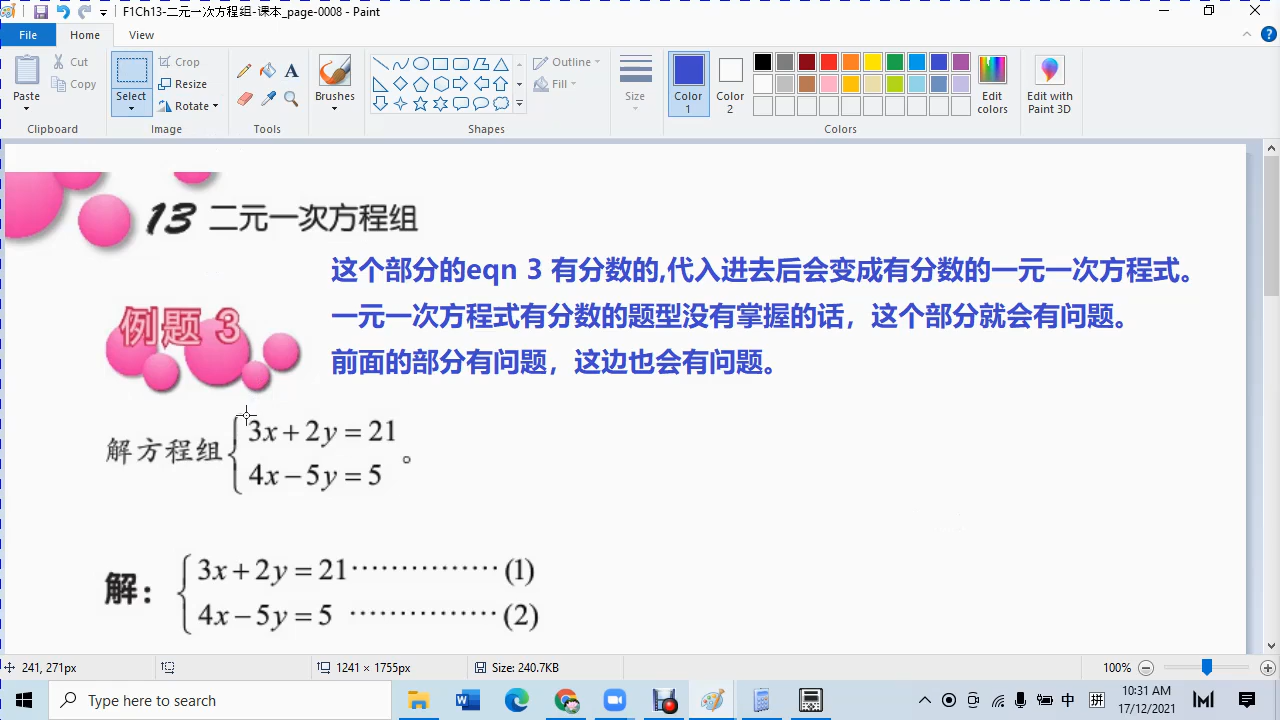 F1Ch13-二元一次方程组-课本_page-0008 - Paint
File Home View
Paste
Cut
Copy
Clipboard
Select
Crop
Resize
Rotate
Image
Tools
Brushes
Shapes
Outline
Fill
Size
Color 1
Color 2
Edit colors
Colors
Edit with Paint 3D
13 二元一次方程组
这个部分的eqn 3 有分数的,代入进去后会变成有分数的一元一次方程式。
一元一次方程式有分数的题型没有掌握的话，这个部分就会有问题。
前面的部分有问题，这边也会有问题。
例题 3
解方程组 { 3x + 2y = 21
4x − 5y = 5 。
解： { 3x + 2y = 21 ··············· (1)
4x − 5y = 5 ··············· (2)
241, 271px 1241 × 1755px Size: 240.7KB 100%
Type here to search
中 拼 10:31 AM
17/12/2021